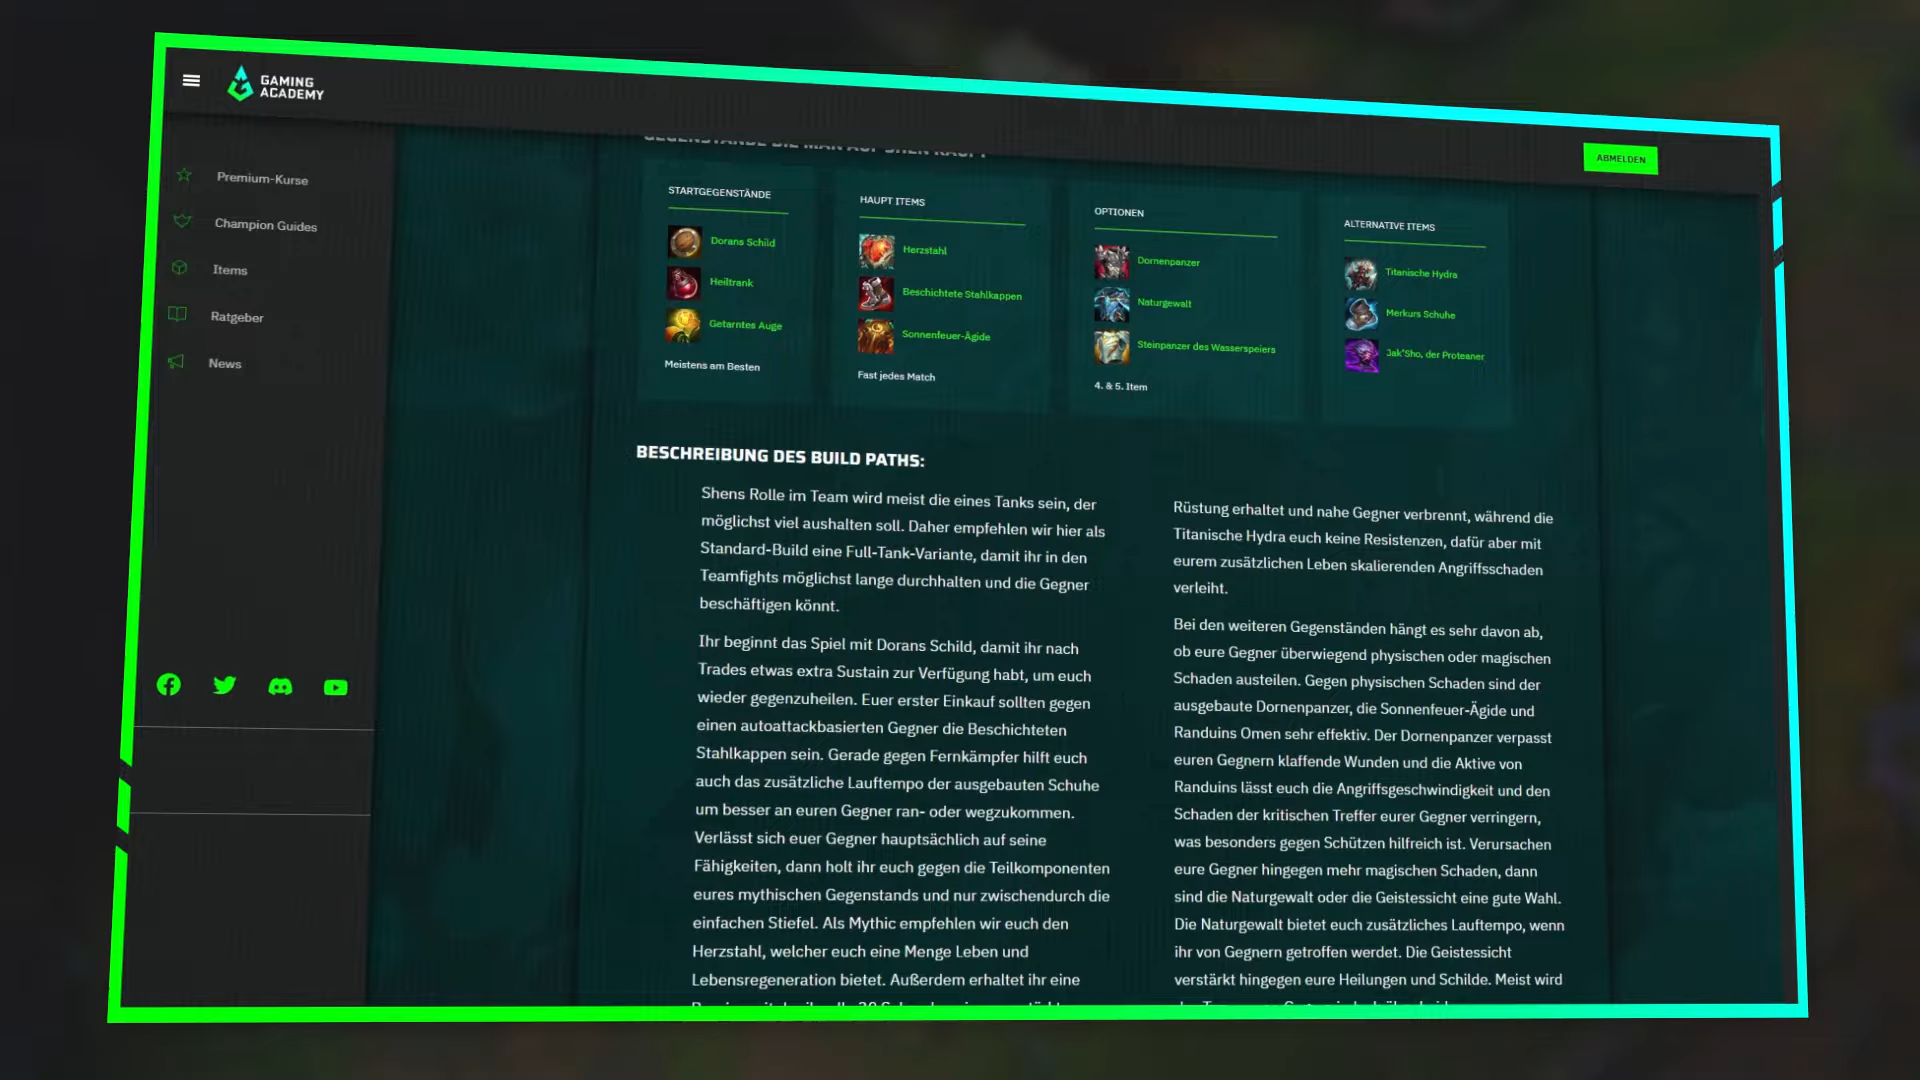 GAMING
ACADEMY
ABMELDEN
Premium-Kurse
Champion Guides
Items
Ratgeber
News
GEGENSTÄNDE DIE MAN AUF SHEN KAUFT
STARTGEGENSTÄNDE
Dorans Schild
Heiltrank
Getarntes Auge
Meistens am Besten
HAUPT ITEMS
Herzstahl
Beschichtete Stahlkappen
Sonnenfeuer-Ägide
Fast jedes Match
OPTIONEN
Dornenpanzer
Naturgewalt
Steinpanzer des Wasserspeiers
4. & 5. Item
ALTERNATIVE ITEMS
Titanische Hydra
Merkurs Schuhe
Jak'Sho, der Proteaner
BESCHREIBUNG DES BUILD PATHS:
Shens Rolle im Team wird meist die eines Tanks sein, der
möglichst viel aushalten soll. Daher empfehlen wir hier als
Standard-Build eine Full-Tank-Variante, damit ihr in den
Teamfights möglichst lange durchhalten und die Gegner
beschäftigen könnt.
Ihr beginnt das Spiel mit Dorans Schild, damit ihr nach
Trades etwas extra Sustain zur Verfügung habt, um euch
wieder gegenzuheilen. Euer erster Einkauf sollten gegen
einen autoattackbasierten Gegner die Beschichteten
Stahlkappen sein. Gerade gegen Fernkämpfer hilft euch
auch das zusätzliche Lauftempo der ausgebauten Schuhe
um besser an euren Gegner ran- oder wegzukommen.
Verlässt sich euer Gegner hauptsächlich auf seine
Fähigkeiten, dann holt ihr euch gegen die Teilkomponenten
eures mythischen Gegenstands und nur zwischendurch die
einfachen Stiefel. Als Mythic empfehlen wir euch den
Herzstahl, welcher euch eine Menge Leben und
Lebensregeneration bietet. Außerdem erhaltet ihr eine
Rüstung erhaltet und nahe Gegner verbrennt, während die
Titanische Hydra euch keine Resistenzen, dafür aber mit
eurem zusätzlichen Leben skalierenden Angriffsschaden
verleiht.
Bei den weiteren Gegenständen hängt es sehr davon ab,
ob eure Gegner überwiegend physischen oder magischen
Schaden austeilen. Gegen physischen Schaden sind der
ausgebaute Dornenpanzer, die Sonnenfeuer-Ägide und
Randuins Omen sehr effektiv. Der Dornenpanzer verpasst
euren Gegnern klaffende Wunden und die Aktive von
Randuins lässt euch die Angriffsgeschwindigkeit und den
Schaden der kritischen Treffer eurer Gegner verringern,
was besonders gegen Schützen hilfreich ist. Verursachen
eure Gegner hingegen mehr magischen Schaden, dann
sind die Naturgewalt oder die Geistessicht eine gute Wahl.
Die Naturgewalt bietet euch zusätzliches Lauftempo, wenn
ihr von Gegnern getroffen werdet. Die Geistessicht
verstärkt hingegen eure Heilungen und Schilde. Meist wird